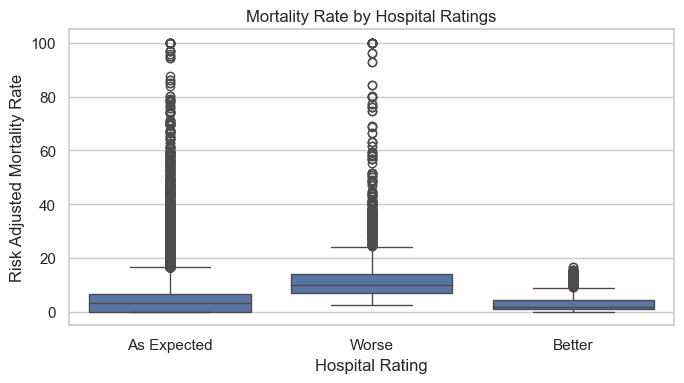 Mortality Rate by Hospital Ratings
Risk Adjusted Mortality Rate
100
80
60
40
20
0
As Expected
Worse
Better
Hospital Rating